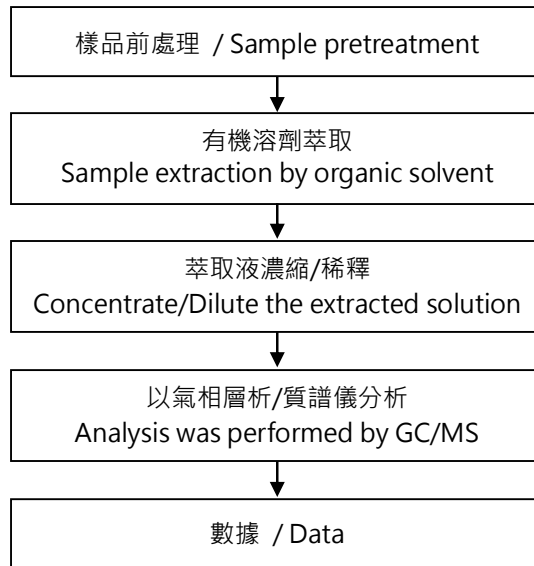 樣品前處理 / Sample pretreatment
有機溶劑萃取
Sample extraction by organic solvent
萃取液濃縮/稀釋
Concentrate/Dilute the extracted solution
以氣相層析/質譜儀分析
Analysis was performed by GC/MS
數據 / Data